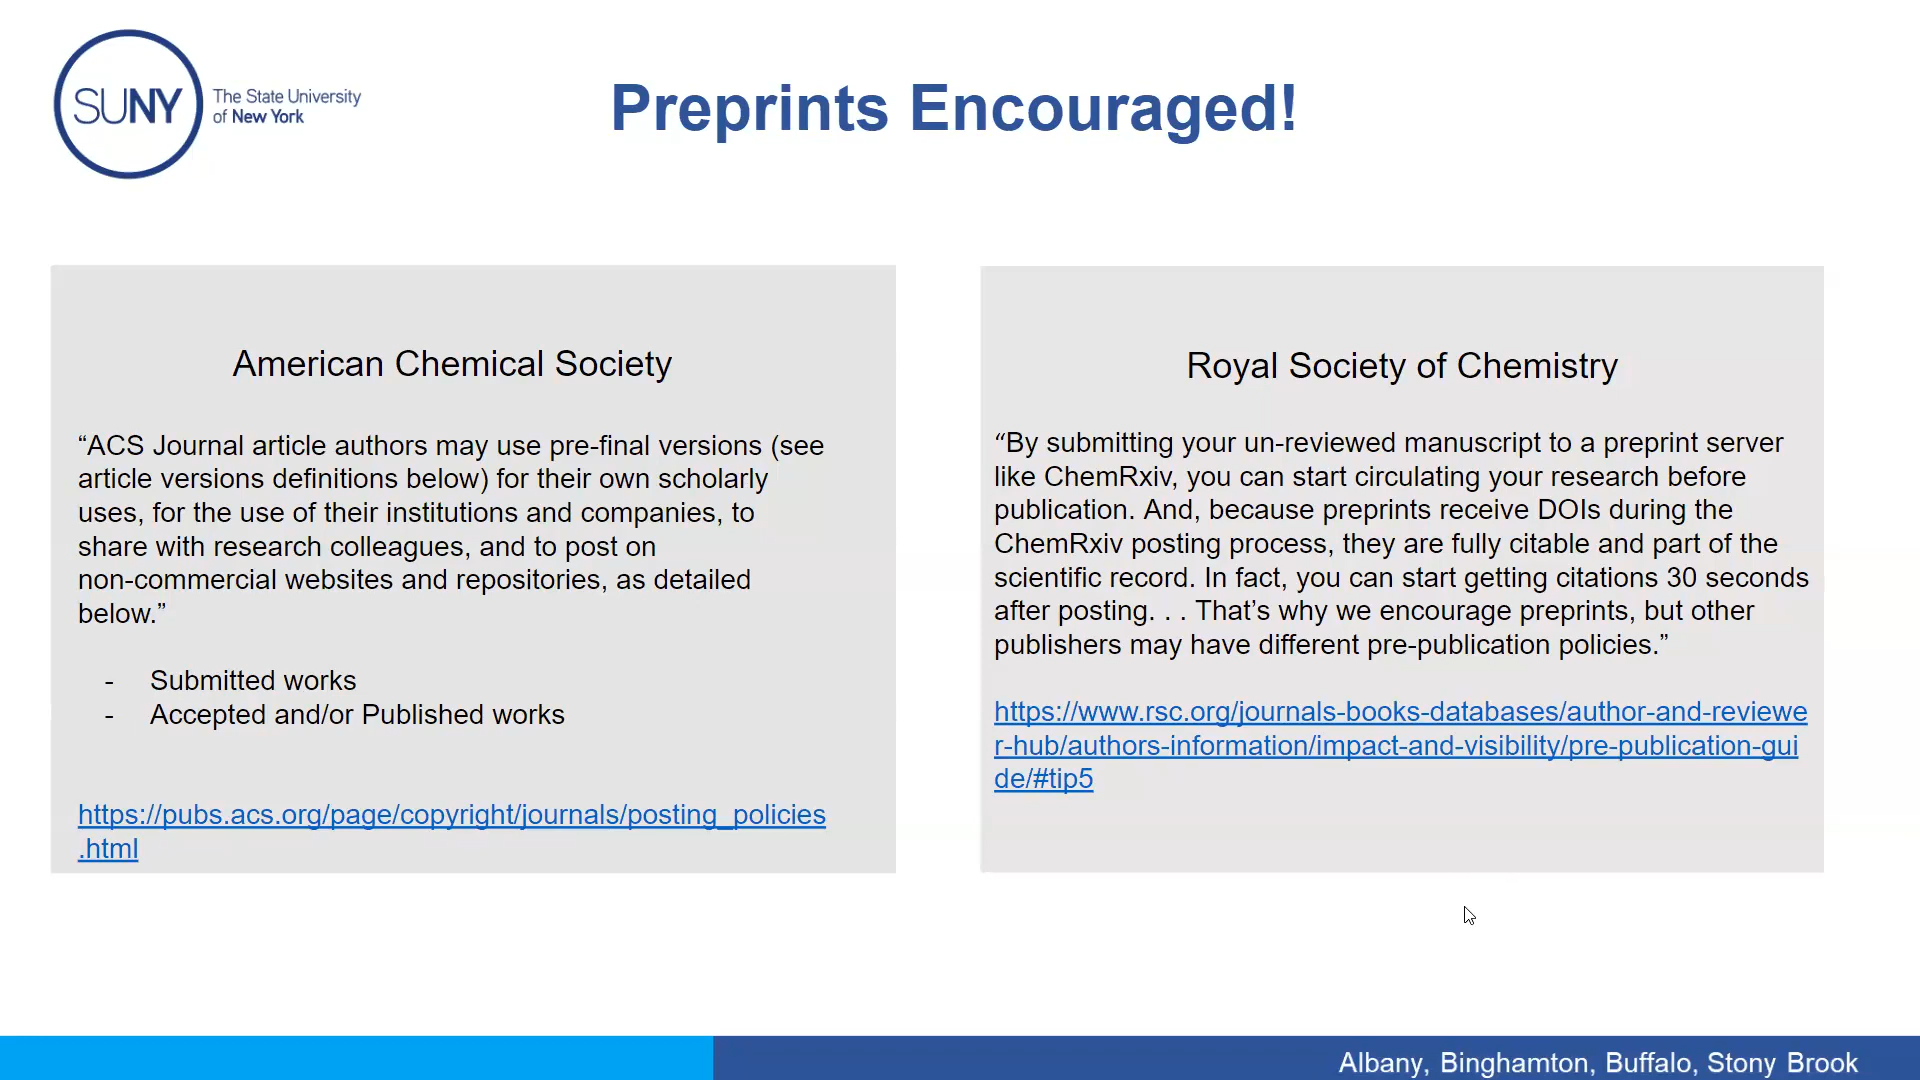 SUNY
The State University
of New York
Preprints Encouraged!
American Chemical Society
“ACS Journal article authors may use pre-final versions (see
article versions definitions below) for their own scholarly
uses, for the use of their institutions and companies, to
share with research colleagues, and to post on
non-commercial websites and repositories, as detailed
below.”
- Submitted works
- Accepted and/or Published works
https://pubs.acs.org/page/copyright/journals/posting_policies
.html
Royal Society of Chemistry
“By submitting your un-reviewed manuscript to a preprint server
like ChemRxiv, you can start circulating your research before
publication. And, because preprints receive DOIs during the
ChemRxiv posting process, they are fully citable and part of the
scientific record. In fact, you can start getting citations 30 seconds
after posting. . . That’s why we encourage preprints, but other
publishers may have different pre-publication policies.”
https://www.rsc.org/journals-books-databases/author-and-reviewe
r-hub/authors-information/impact-and-visibility/pre-publication-gui
de/#tip5
Albany, Binghamton, Buffalo, Stony Brook